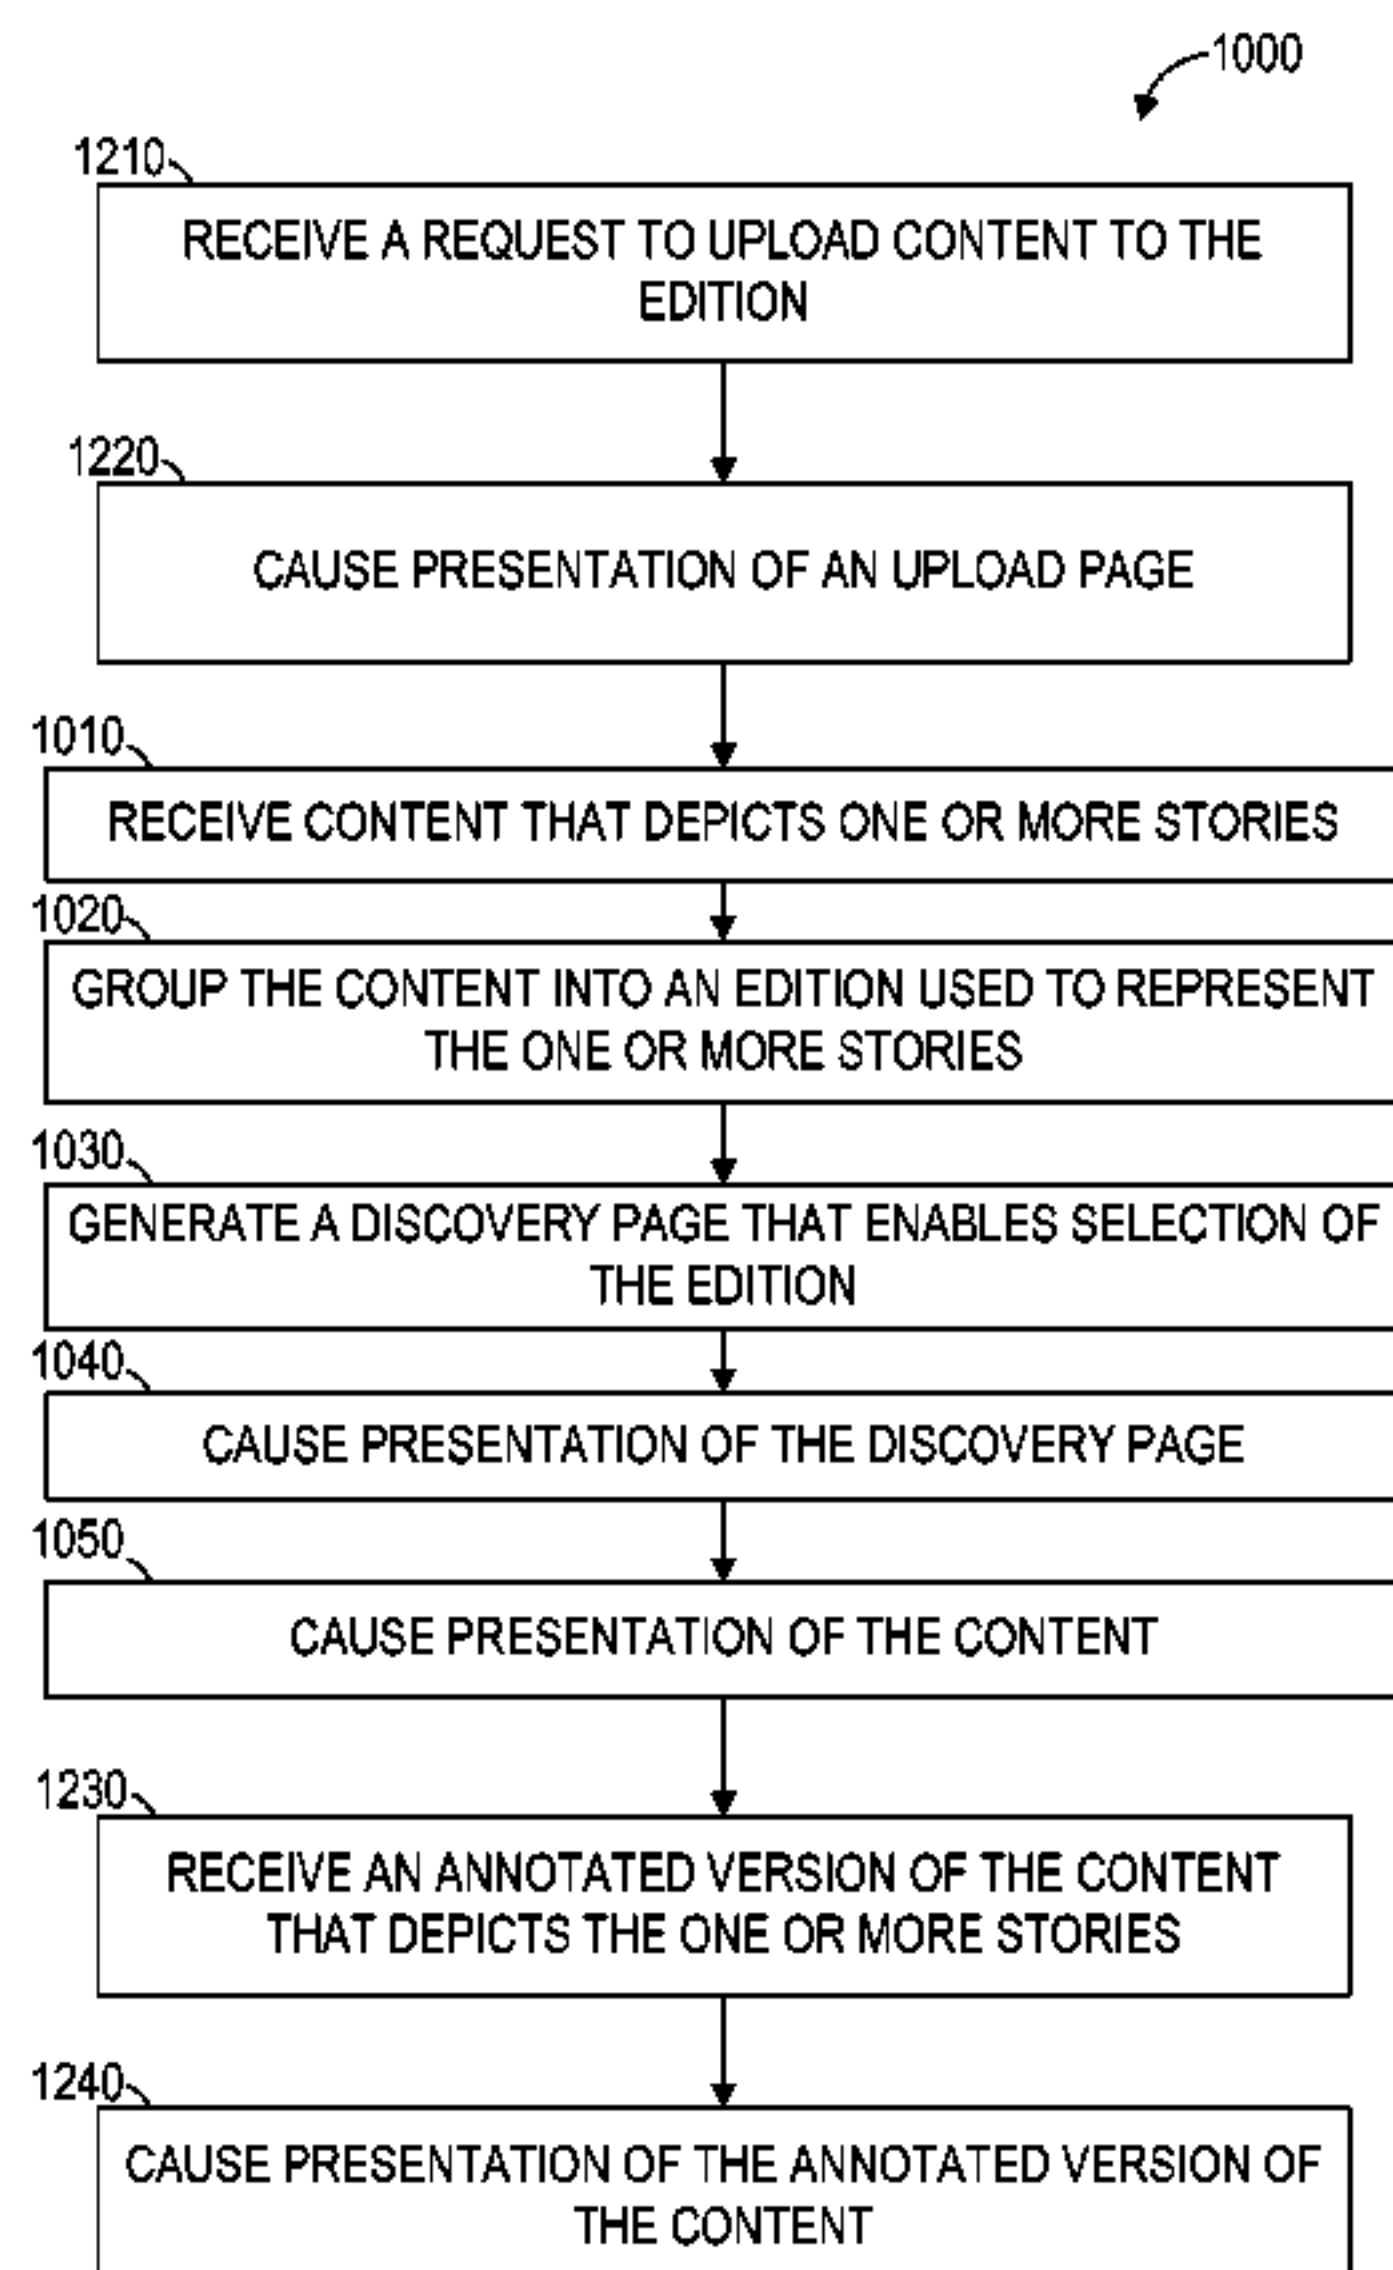 1000
1210
RECEIVE A REQUEST TO UPLOAD CONTENT TO THE
EDITION
1220
CAUSE PRESENTATION OF AN UPLOAD PAGE
1010
RECEIVE CONTENT THAT DEPICTS ONE OR MORE STORIES
1020
GROUP THE CONTENT INTO AN EDITION USED TO REPRESENT
THE ONE OR MORE STORIES
1030
GENERATE A DISCOVERY PAGE THAT ENABLES SELECTION OF
THE EDITION
1040
CAUSE PRESENTATION OF THE DISCOVERY PAGE
1050
CAUSE PRESENTATION OF THE CONTENT
1230
RECEIVE AN ANNOTATED VERSION OF THE CONTENT
THAT DEPICTS THE ONE OR MORE STORIES
1240
CAUSE PRESENTATION OF THE ANNOTATED VERSION OF
THE CONTENT